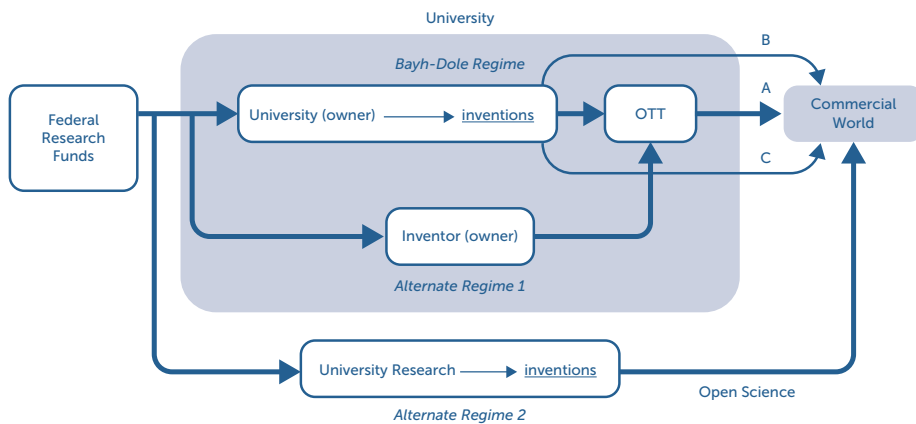 University
B
Bayh-Dole Regime
A
Federal
Research
Funds
University (owner)
inventions
OTT
Commercial
World
C
Inventor (owner)
Alternate Regime 1
University Research
inventions
Open Science
Alternate Regime 2